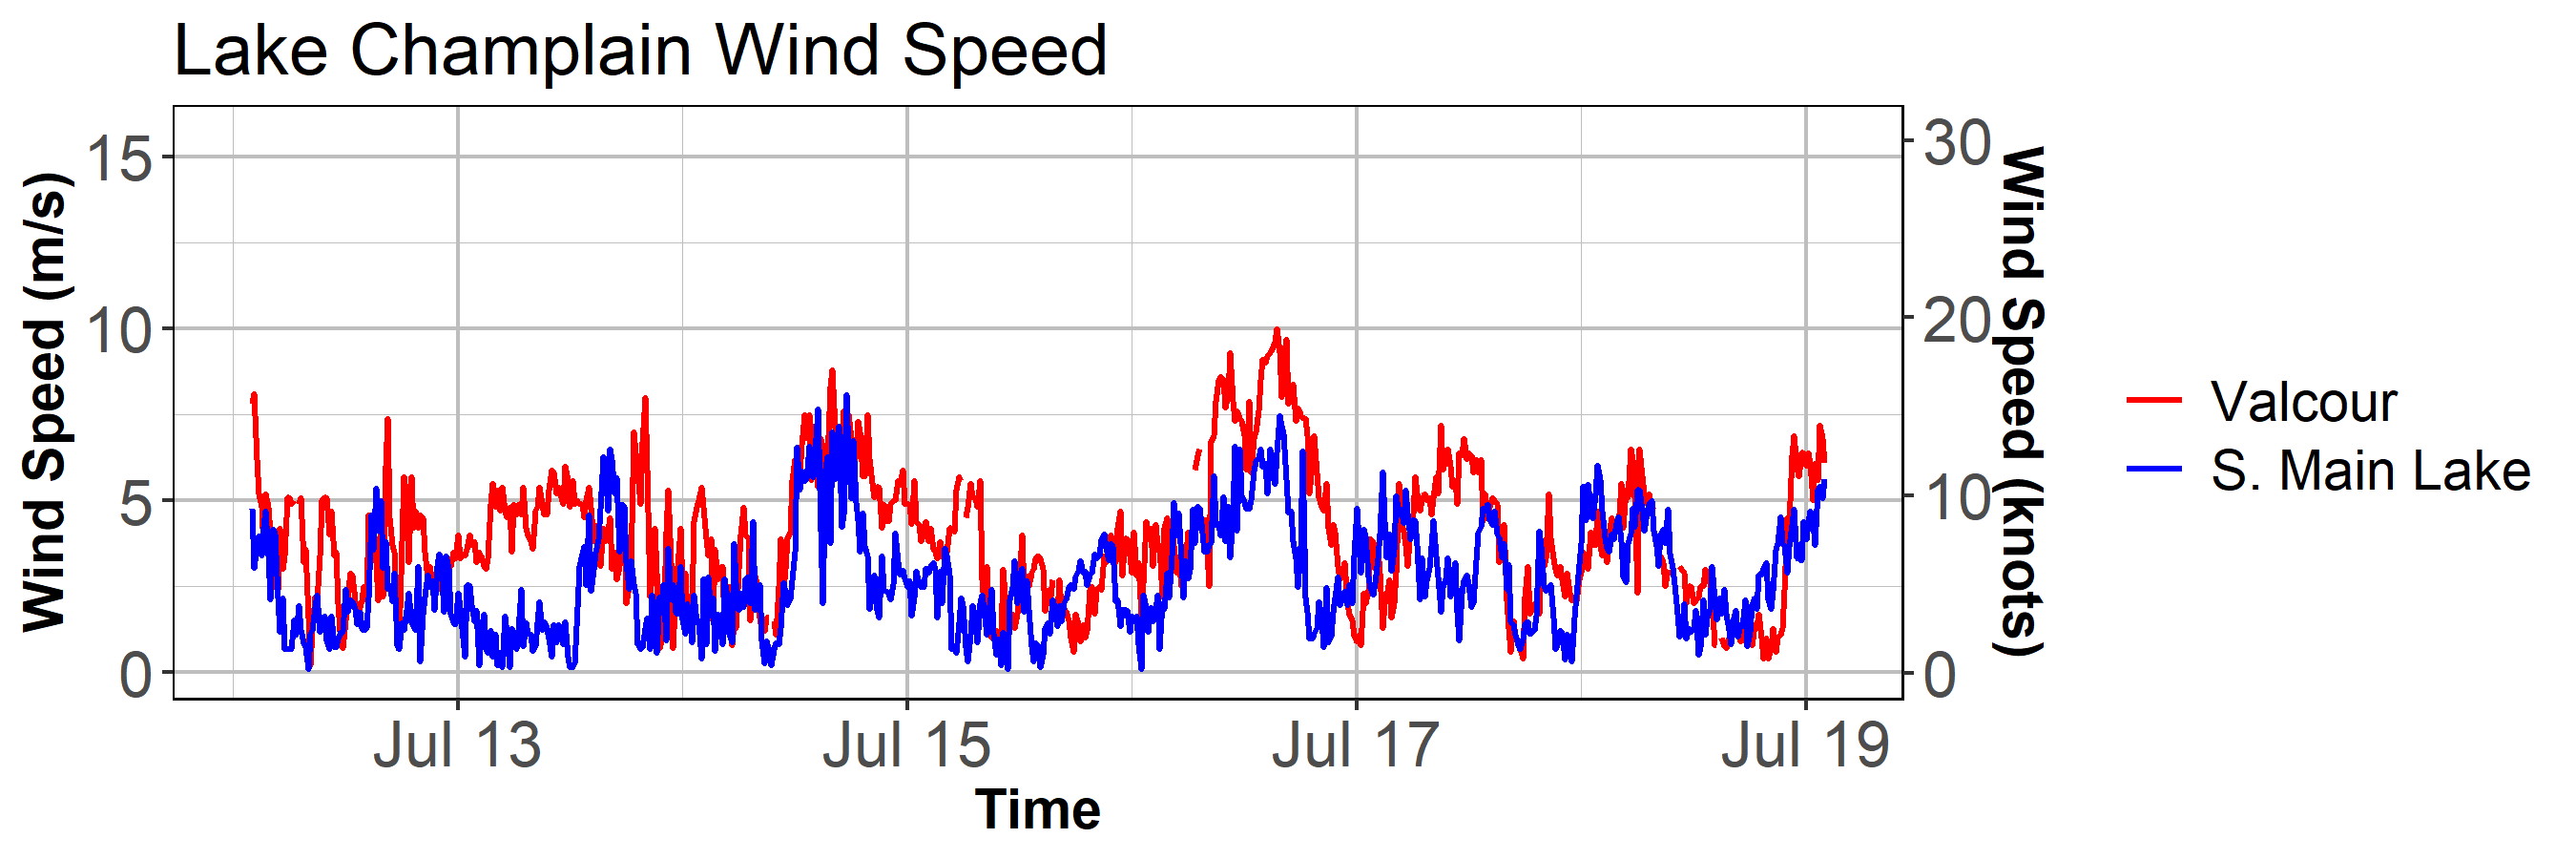 Lake Champlain Wind Speed
Wind Speed (m/s)
15
10
5
0
30
20
10
0
Wind Speed (knots)
Jul 13
Jul 15
Jul 17
Jul 19
Time
Valcour
S. Main Lake